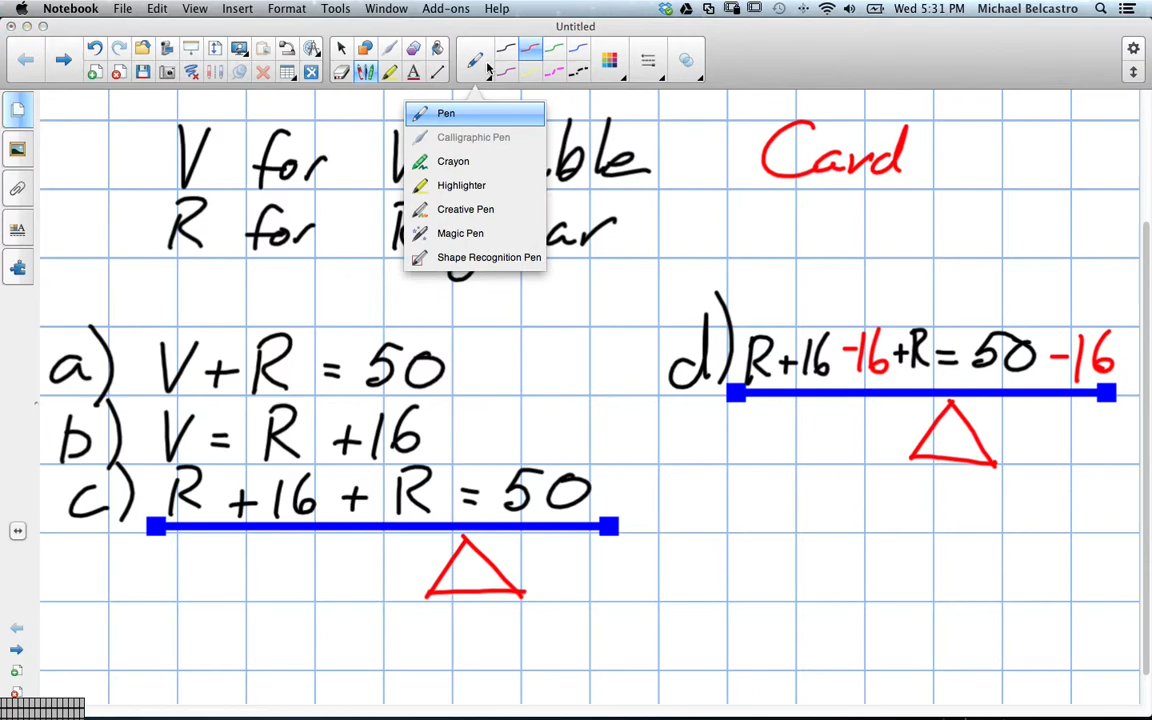 Notebook File Edit View Insert Format Tools Window Add-ons Help Wed 5:31 PM Michael Belcastro
Untitled
Pen
Calligraphic Pen
Crayon
Highlighter
Creative Pen
Magic Pen
Shape Recognition Pen
V for V ble Card
R for R ar
a) V + R = 50
b) V = R + 16
c) R + 16 + R = 50
d) R + 16 - 16 + R = 50 - 16